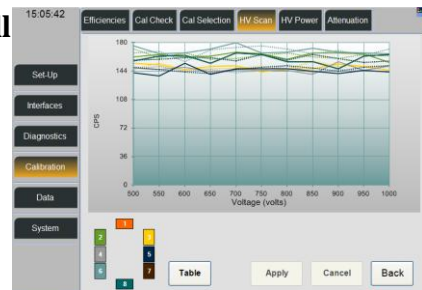 15:05:42
Efficiencies Cal Check Cal Selection HV Scan HV Power Attenuation
Set-Up
Interfaces
Diagnostics
Calibration
Data
System
CPS
180
144
108
72
36
0
500 550 600 650 700 750 800 850 900 950 1000
Voltage (volts)
1
2 3
4 5
6 7
8
Table Apply Cancel Back